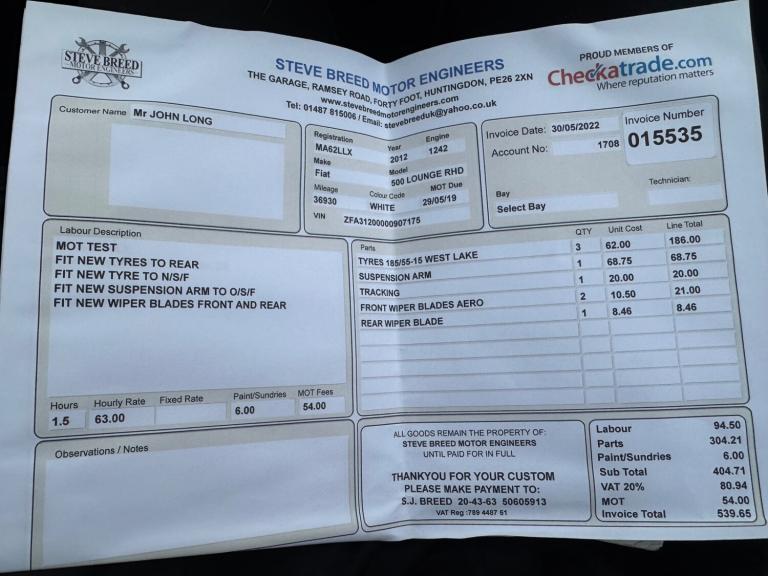 STEVE BREED
MOTOR ENGINEERS
STEVE BREED MOTOR ENGINEERS
THE GARAGE, RAMSEY ROAD, FORTY FOOT, HUNTINGDON, PE26 2XN
www.stevebreedmotorengineers.com
Tel: 01487 815006 / Email: stevebreeduk@yahoo.co.uk
PROUD MEMBERS OF
Checkatrade.com
Where reputation matters
Customer Name Mr JOHN LONG
Registration Year Engine
MA62LLX 2012 1242
Make Model
Fiat 500 LOUNGE RHD
Mileage Colour Code MOT Due
36930 WHITE 29/05/19
VIN ZFA31200000907175
Invoice Date: 30/05/2022
Account No: 1708
Invoice Number
015535
Bay
Select Bay
Technician:
Labour Description
MOT TEST
FIT NEW TYRES TO REAR
FIT NEW TYRE TO N/S/F
FIT NEW SUSPENSION ARM TO O/S/F
FIT NEW WIPER BLADES FRONT AND REAR
Hours Hourly Rate Fixed Rate Paint/Sundries MOT Fees
1.5 63.00 6.00 54.00
Parts QTY Unit Cost Line Total
TYRES 185/55-15 WEST LAKE 3 62.00 186.00
SUSPENSION ARM 1 68.75 68.75
TRACKING 1 20.00 20.00
FRONT WIPER BLADES AERO 2 10.50 21.00
REAR WIPER BLADE 1 8.46 8.46
Observations / Notes
ALL GOODS REMAIN THE PROPERTY OF:
STEVE BREED MOTOR ENGINEERS
UNTIL PAID FOR IN FULL
THANKYOU FOR YOUR CUSTOM
PLEASE MAKE PAYMENT TO:
S.J. BREED 20-43-63 50605913
VAT Reg :789 4487 51
Labour 94.50
Parts 304.21
Paint/Sundries 6.00
Sub Total 404.71
VAT 20% 80.94
MOT 54.00
Invoice Total 539.65